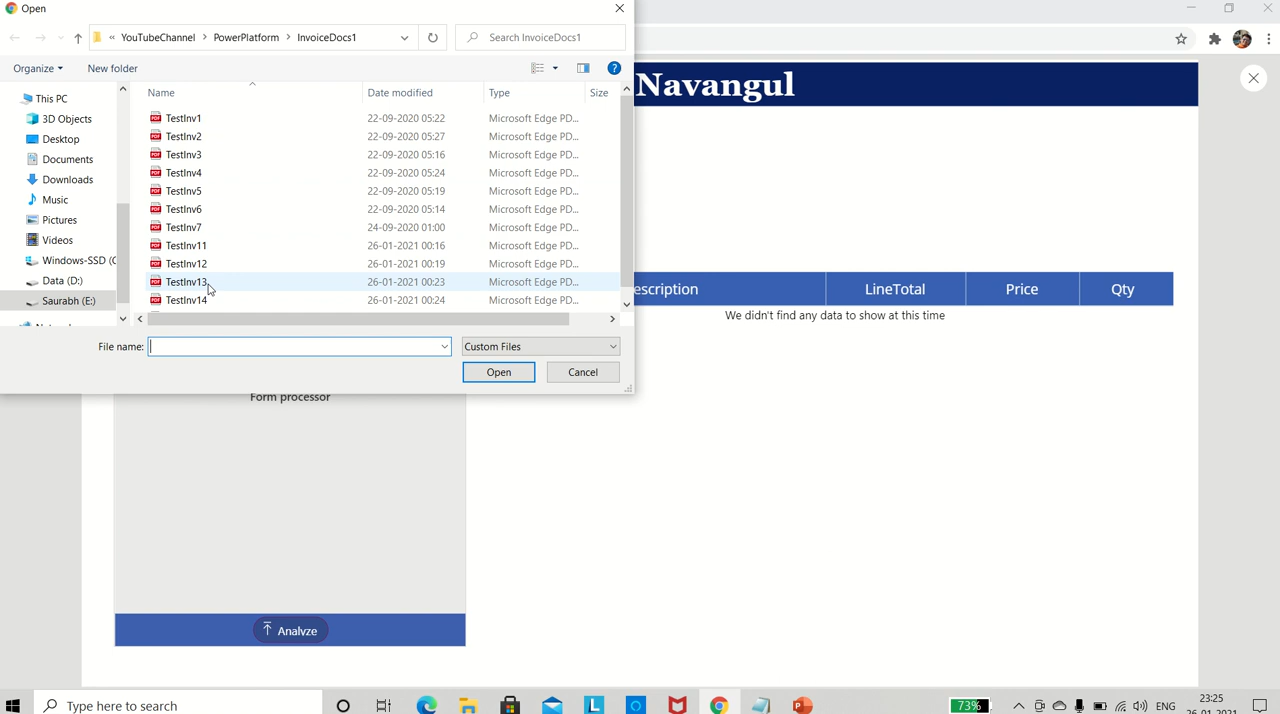 Open
« YouTubeChannel > PowerPlatform > InvoiceDocs1
Search InvoiceDocs1
Organize
New folder
Name
Date modified
Type
Size
This PC
3D Objects
Desktop
Documents
Downloads
Music
Pictures
Videos
Windows-SSD (C
Data (D:)
Saurabh (E:)
TestInv1 22-09-2020 05:22 Microsoft Edge PD...
TestInv2 22-09-2020 05:27 Microsoft Edge PD...
TestInv3 22-09-2020 05:16 Microsoft Edge PD...
TestInv4 22-09-2020 05:24 Microsoft Edge PD...
TestInv5 22-09-2020 05:19 Microsoft Edge PD...
TestInv6 22-09-2020 05:14 Microsoft Edge PD...
TestInv7 24-09-2020 01:00 Microsoft Edge PD...
TestInv11 26-01-2021 00:16 Microsoft Edge PD...
TestInv12 26-01-2021 00:19 Microsoft Edge PD...
TestInv13 26-01-2021 00:23 Microsoft Edge PD...
TestInv14 26-01-2021 00:24 Microsoft Edge PD...
File name:
Custom Files
Open
Cancel
Navangul
escription LineTotal Price Qty
We didn't find any data to show at this time
Form processor
Analyze
Type here to search
73%
ENG
23:25
26-01-2021